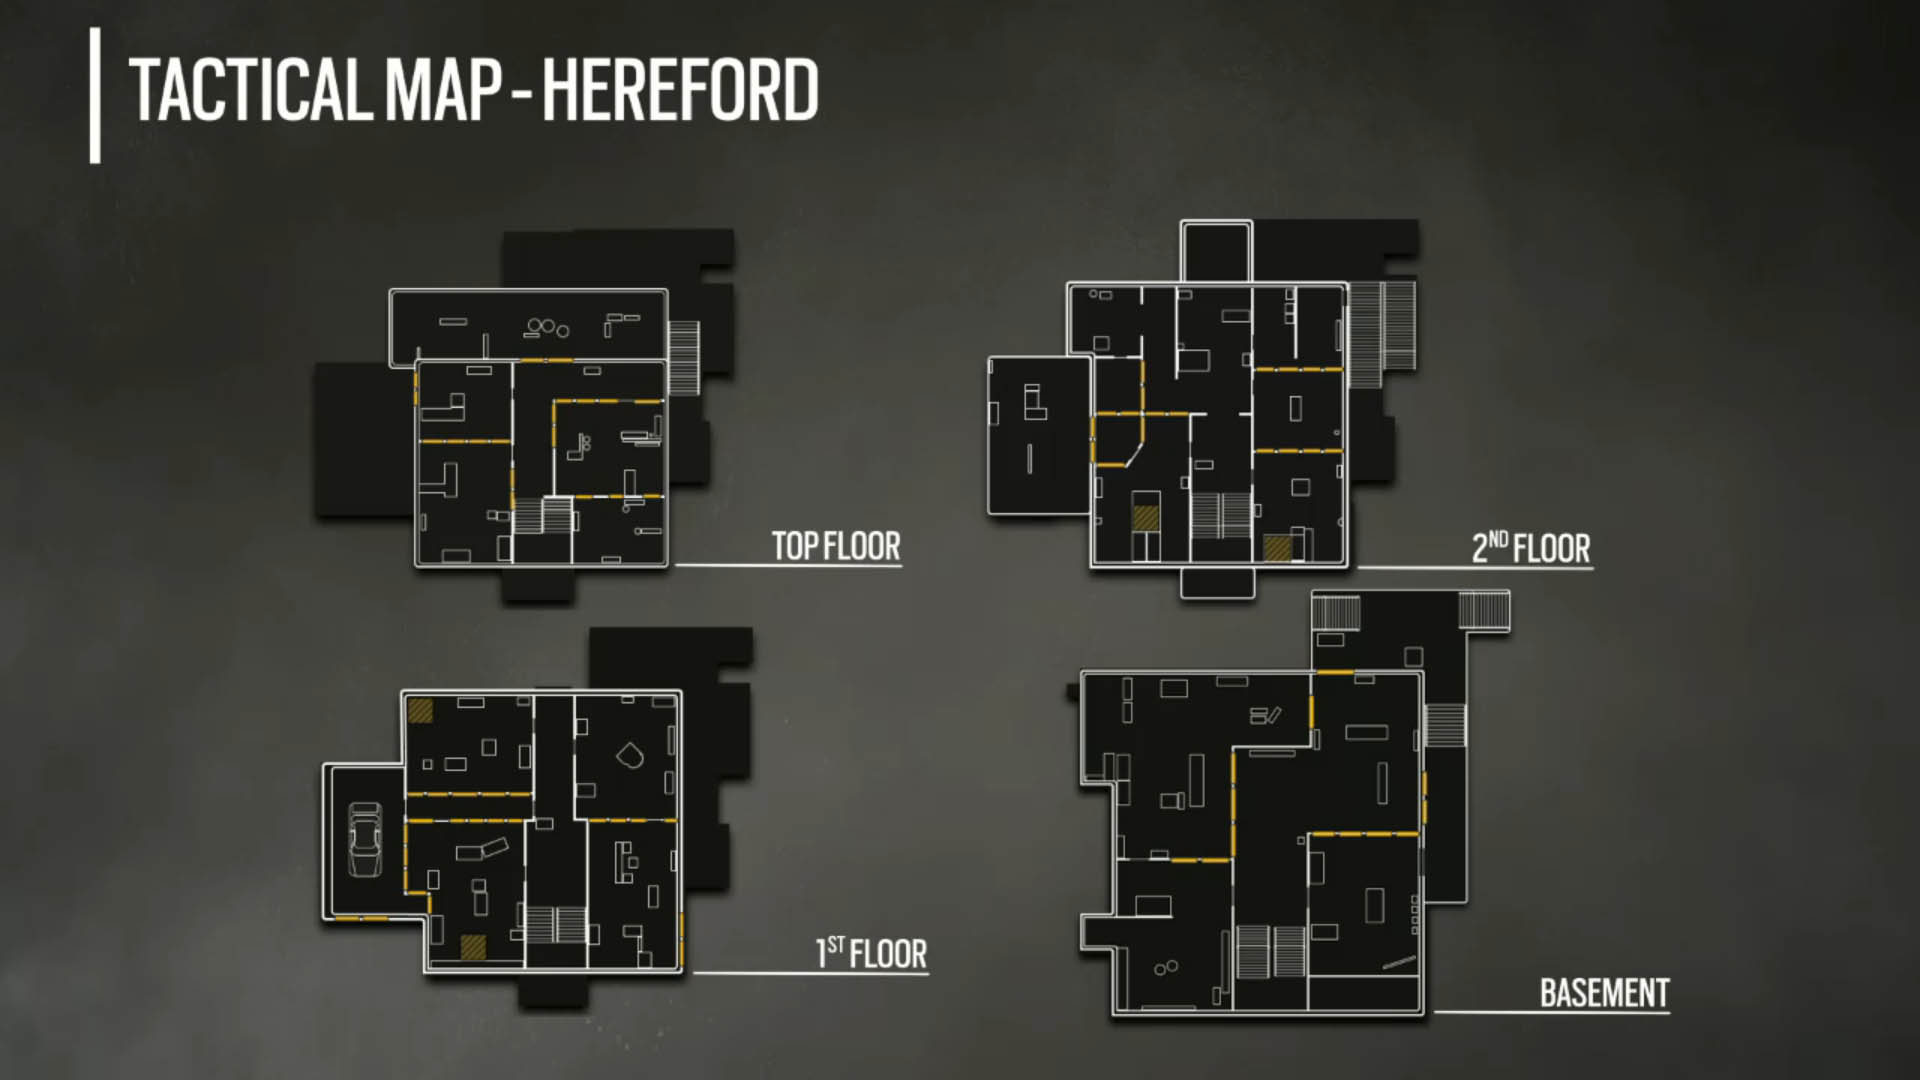 TACTICAL MAP - HEREFORD
TOP FLOOR
2ND FLOOR
1ST FLOOR
BASEMENT